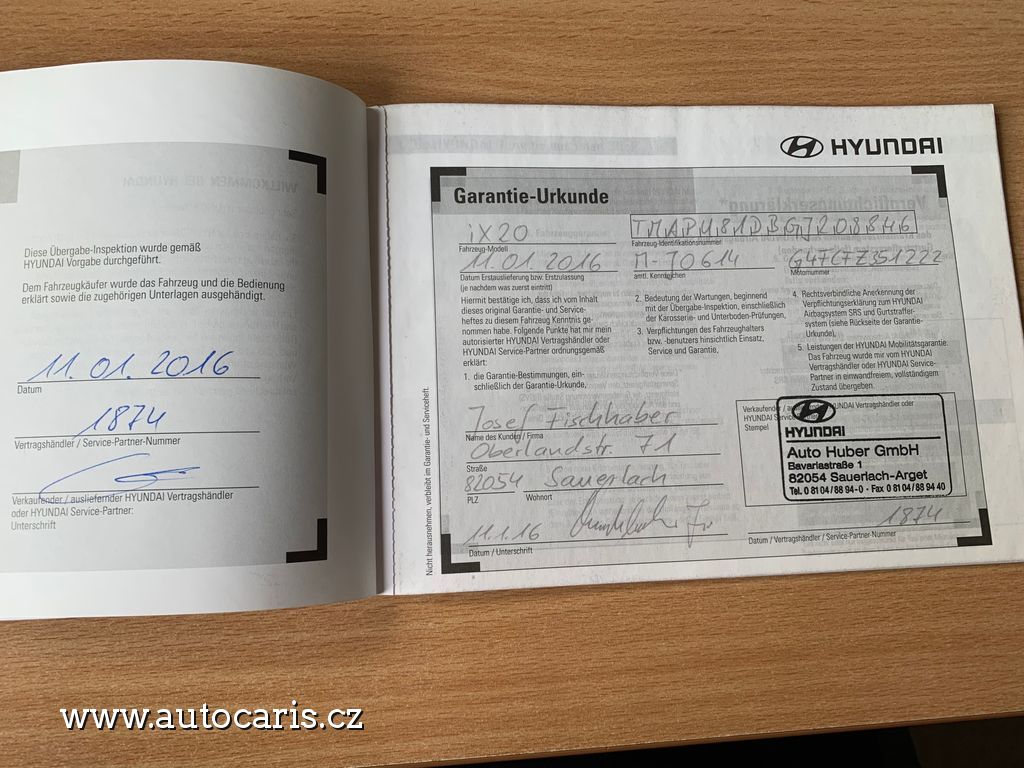 Diese Übergabe-Inspektion wurde gemäß
HYUNDAI Vorgabe durchgeführt.
Dem Fahrzeugkäufer wurde das Fahrzeug und die Bedienung
erklärt sowie die zugehörigen Unterlagen ausgehändigt.
11.01.2016
Datum
1874
Vertragshändler / Service-Partner-Nummer
Verkaufender / ausliefernder HYUNDAI Vertragshändler
oder HYUNDAI Service-Partner:
Unterschrift
Nicht herausnehmen, verbleibt im Garantie- und Serviceheft.
HYUNDAI
Garantie-Urkunde
iX20
Fahrzeug-Modell
Fahrzeug-Identifikationsnummer
11.01.2016
Datum Erstauslieferung bzw. Erstzulassung
(je nachdem was zuerst eintritt)
M-70614
amtl. Kennzeichen
Motornummer
Hiermit bestätige ich, dass ich vom Inhalt
dieses original Garantie- und Service-
heftes zu diesem Fahrzeug Kenntnis ge-
nommen habe. Folgende Punkte hat mir mein
autorisierter HYUNDAI Vertragshändler oder
HYUNDAI Service-Partner ordnungsgemäß
erklärt:
1. die Garantie-Bestimmungen, ein-
schließlich der Garantie-Urkunde,
2. Bedeutung der Wartungen, beginnend
mit der Übergabe-Inspektion, einschließlich
der Karosserie- und Unterboden-Prüfungen,
3. Verpflichtungen des Fahrzeughalters
bzw. -benutzers hinsichtlich Einsatz,
Service und Garantie,
4. Rechtsverbindliche Anerkennung der
Verpflichtungserklärung zum HYUNDAI
Airbagsystem SRS und Gurtstraffer-
system (siehe Rückseite der Garantie-
Urkunde),
5. Leistungen der HYUNDAI Mobilitätsgarantie.
Das Fahrzeug wurde mir vom HYUNDAI
Vertragshändler oder HYUNDAI Service-
Partner in einwandfreiem, vollständigem
Zustand übergeben.
Josef Fischhaber
Name des Kunden / Firma
Oberlandstr. 71
Straße
82054 Sauerlach
PLZ Wohnort
11.1.16
Datum / Unterschrift
Stempel
HYUNDAI
Auto Huber GmbH
Bavariastraße 1
82054 Sauerlach-Arget
Tel. 0 81 04/88 94-0 - Fax 0 81 04/88 94 40
1874
Datum / Vertragshändler / Service-Partner-Nummer
www.autocaris.cz